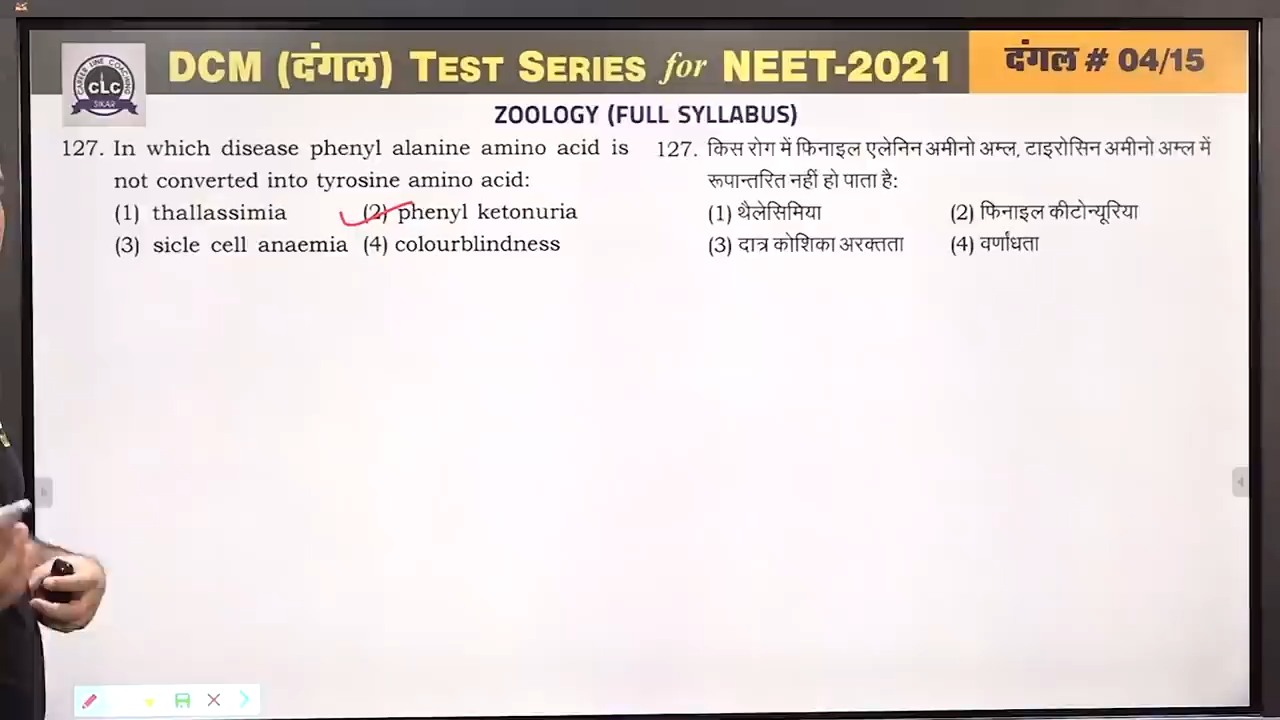 DCM (दंगल) TEST SERIES for NEET-2021
दंगल # 04/15
CAREER LINE COACHING
CLC
SIKAR
ZOOLOGY (FULL SYLLABUS)
127. In which disease phenyl alanine amino acid is
not converted into tyrosine amino acid:
(1) thallassimia (2) phenyl ketonuria
(3) sicle cell anaemia (4) colourblindness
127. किस रोग में फिनाइल एलेनिन अमीनो अम्ल, टाइरोसिन अमीनो अम्ल में
रूपान्तरित नहीं हो पाता है:
(1) थैलेसिमिया (2) फिनाइल कीटोन्यूरिया
(3) दात्र कोशिका अरक्तता (4) वर्णांधता